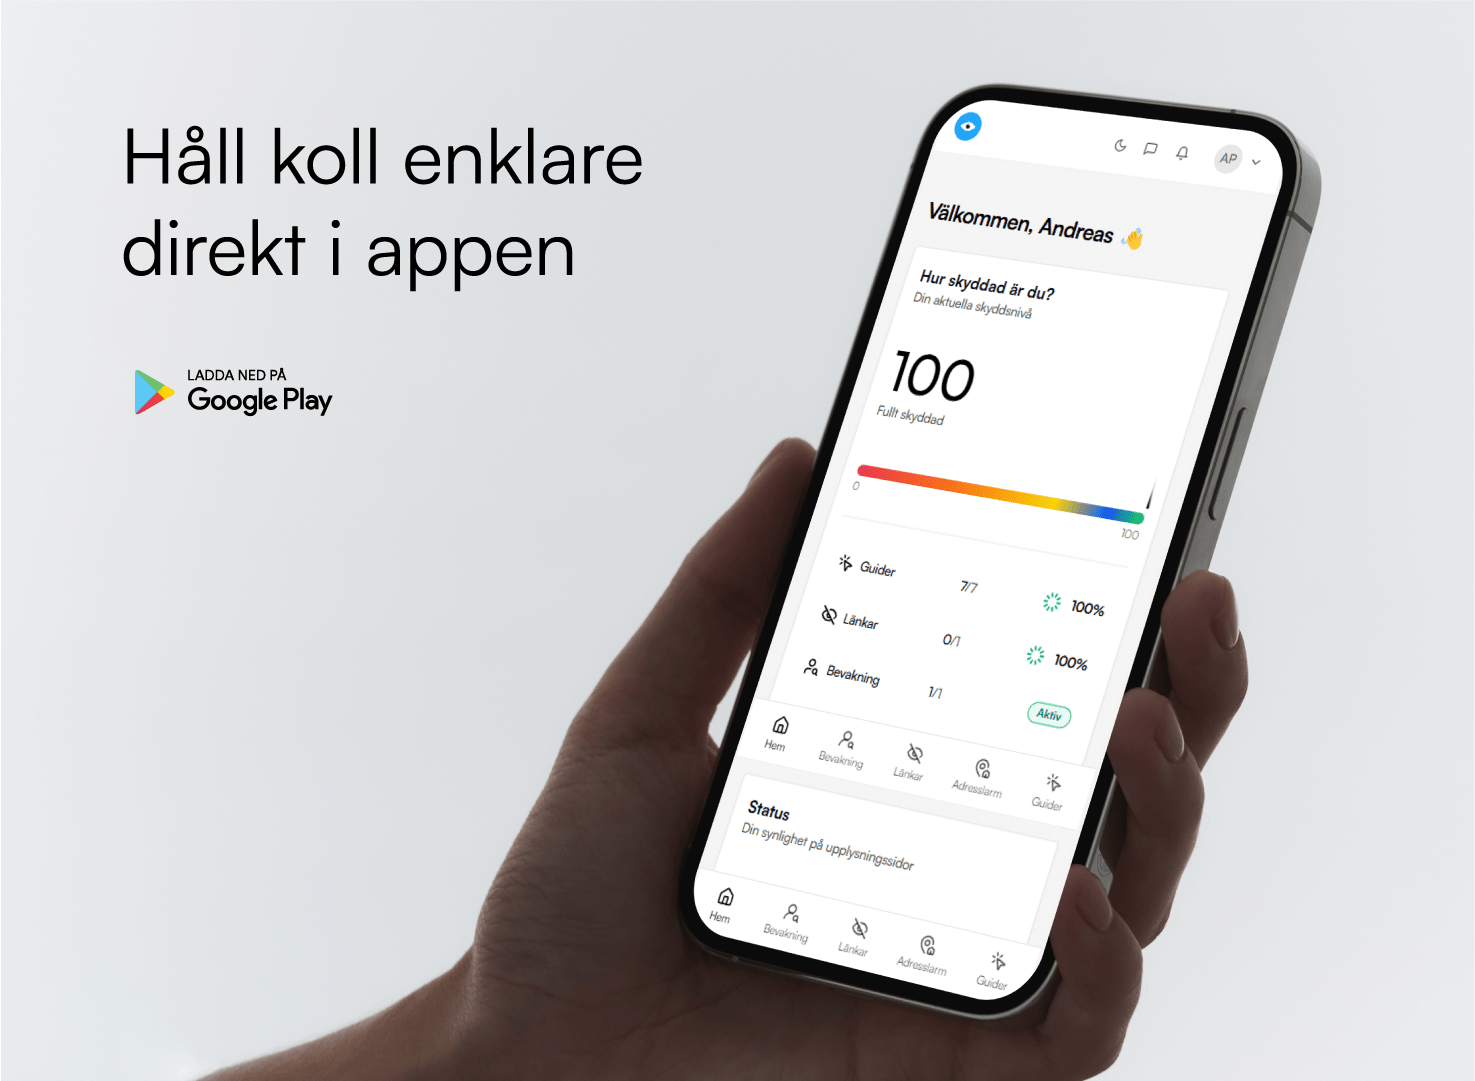 Håll koll enklare
direkt i appen
LADDA NED PÅ
Google Play
AP
Välkommen, Andreas 👋
Hur skyddad är du?
Din aktuella skyddsnivå
100
Fullt skyddad
0
100
Guider 7/7 100%
Länkar 0/1 100%
Bevakning 1/1 Aktiv
Hem Bevakning Länkar Adresslarm Guider
Status
Din synlighet på upplysningssidor
Hem Bevakning Länkar Adresslarm Guider